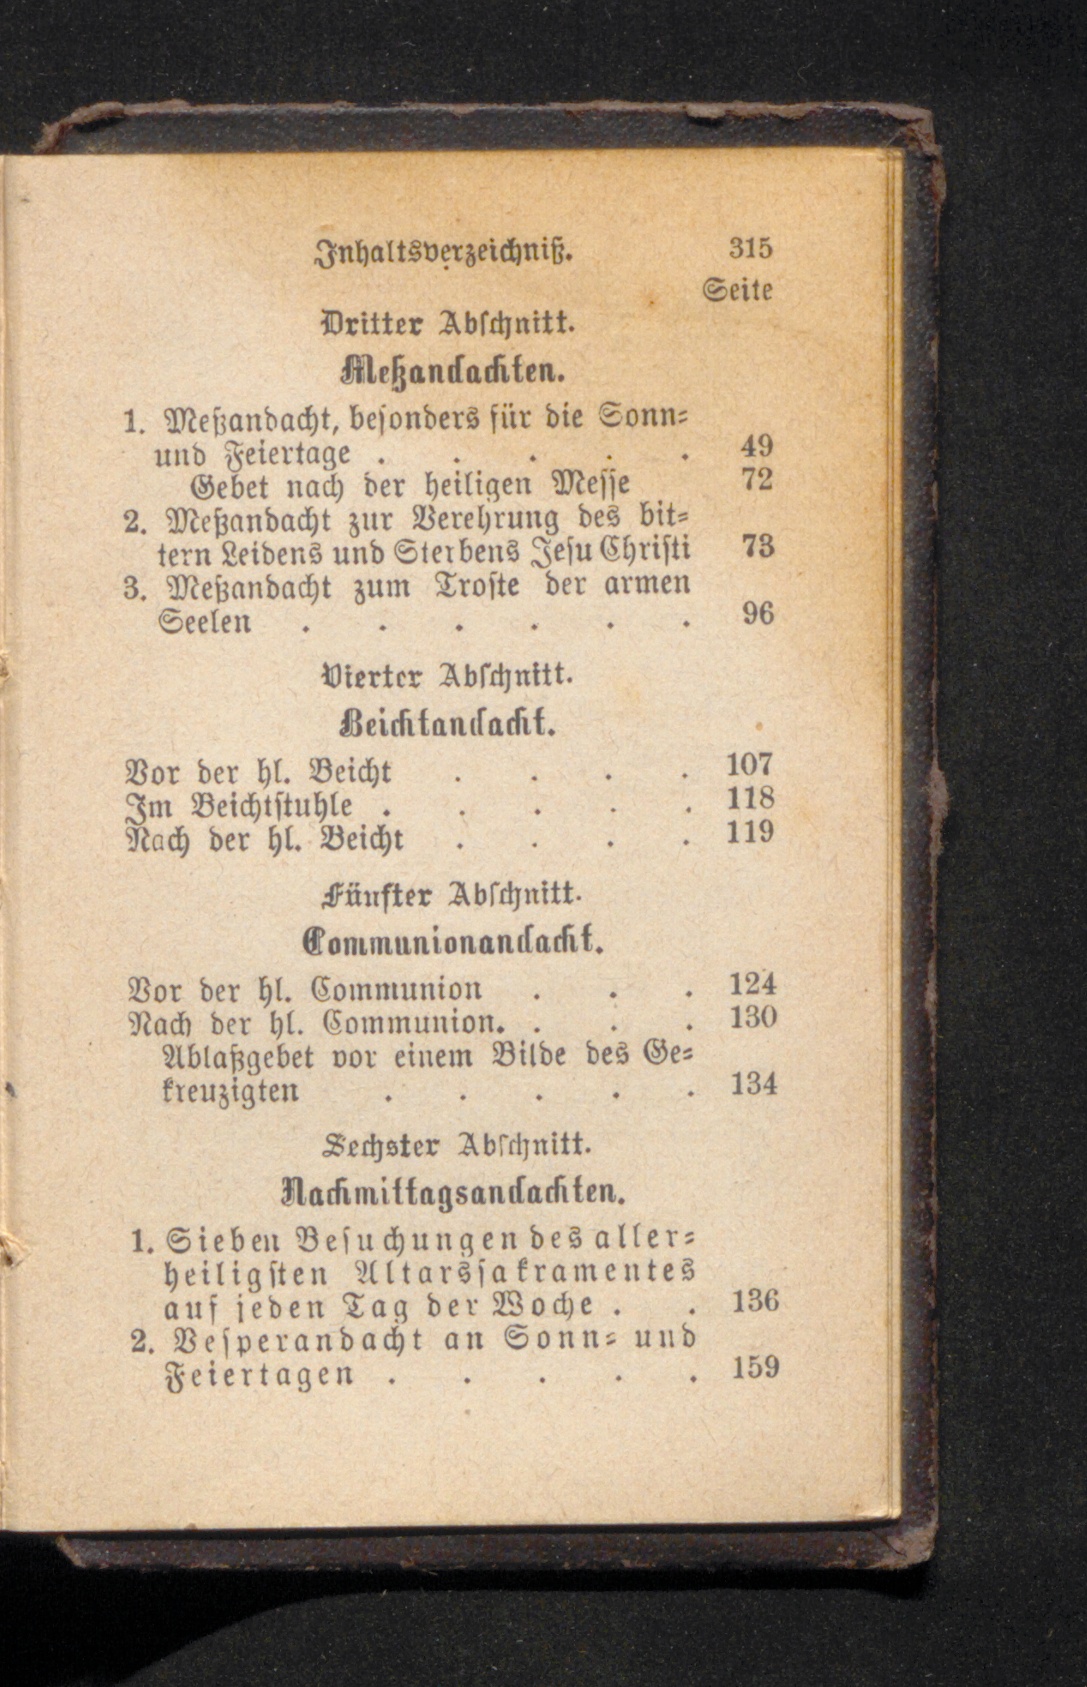 Inhaltsverzeichniß. 315
Seite
Dritter Abschnitt.
Meßandachten.
1. Meßandacht, besonders für die Sonn-
und Feiertage . . . . . 49
Gebet nach der heiligen Messe 72
2. Meßandacht zur Verehrung des bit-
tern Leidens und Sterbens Jesu Christi 73
3. Meßandacht zum Troste der armen
Seelen . . . . . . 96
Vierter Abschnitt.
Beichtandacht.
Vor der hl. Beicht . . . . 107
Im Beichtstuhle . . . . . 118
Nach der hl. Beicht . . . . 119
Fünfter Abschnitt.
Communionandacht.
Vor der hl. Communion . . . 124
Nach der hl. Communion. . . . 130
Ablaßgebet vor einem Bilde des Ge-
kreuzigten . . . . . 134
Sechster Abschnitt.
Nachmittagsandachten.
1. Sieben Besuchungen des aller-
heiligsten Altarssakramentes
auf jeden Tag der Woche . . 136
2. Vesperandacht an Sonn- und
Feiertagen . . . . . 159